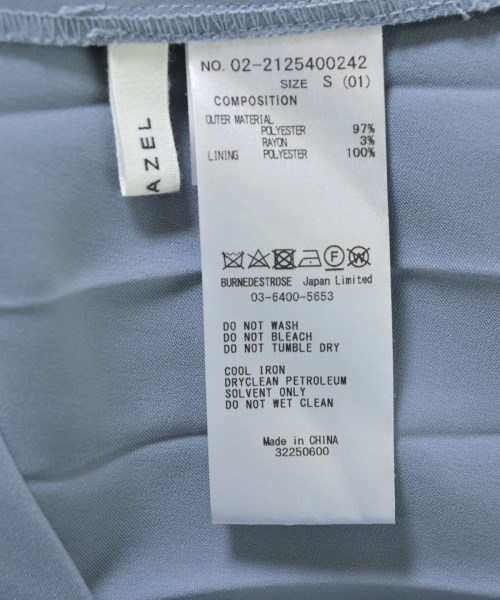 AZEL
NO. 02-2125400242
SIZE S (01)
COMPOSITION
OUTER MATERIAL
POLYESTER 97%
RAYON 3%
LINING POLYESTER 100%
BURNEDESTROSE Japan Limited
03-6400-5653
DO NOT WASH
DO NOT BLEACH
DO NOT TUMBLE DRY
COOL IRON
DRYCLEAN PETROLEUM
SOLVENT ONLY
DO NOT WET CLEAN
Made in CHINA
32250600